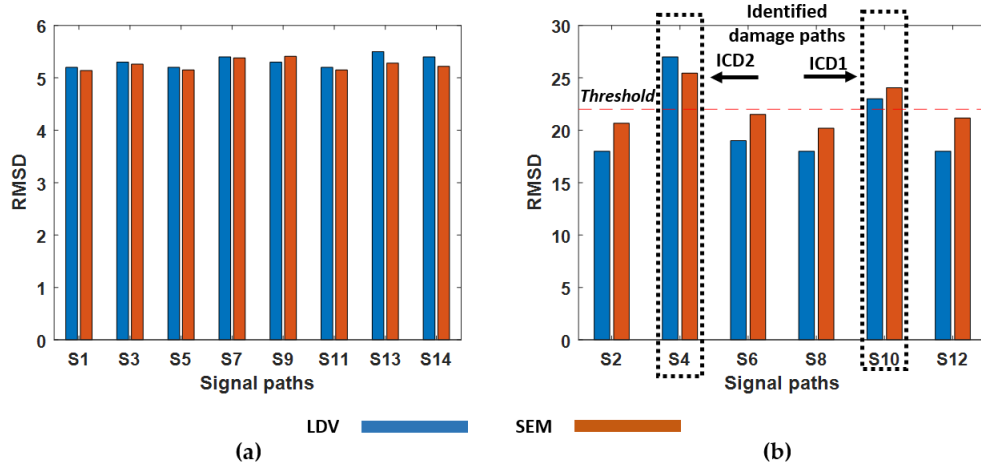 6
5
4
3
2
1
0
RMSD
S1 S3 S5 S7 S9 S11 S13 S14
Signal paths
30
25
20
15
10
5
0
RMSD
Identified
damage paths
ICD2
ICD1
Threshold
S2 S4 S6 S8 S10 S12
Signal paths
LDV
SEM
(a)
(b)